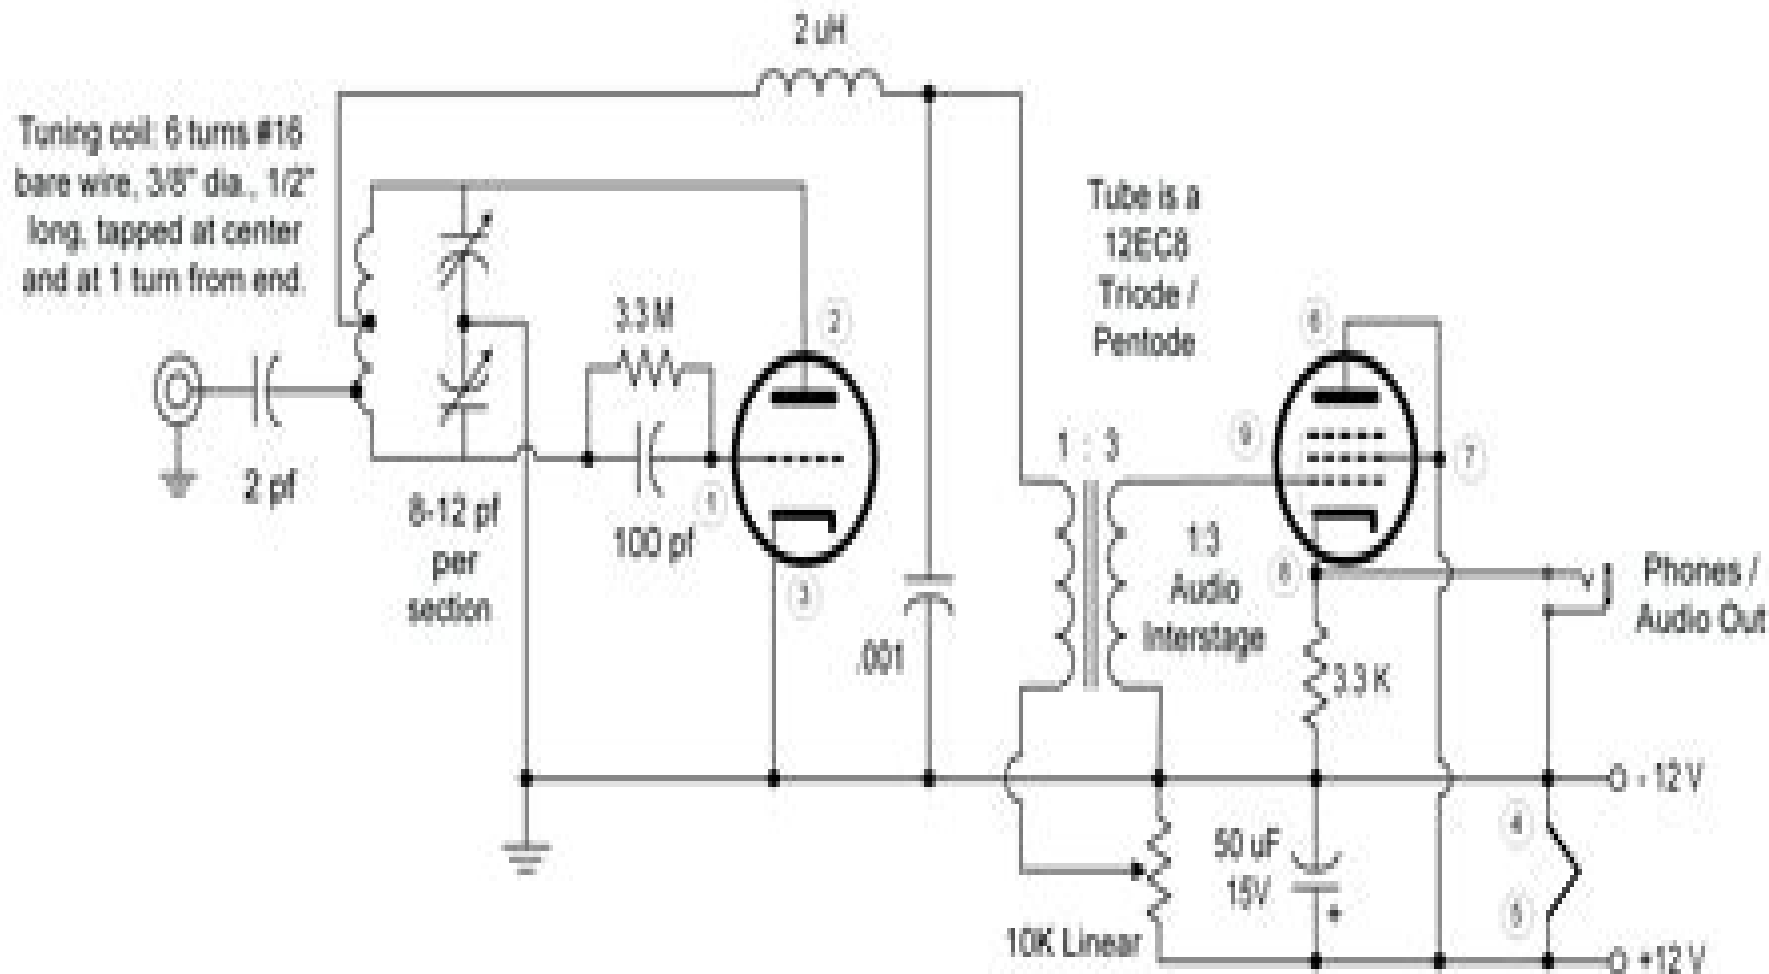 2 uH
Tuning coil: 6 turns #16
bare wire, 3/8" dia., 1/2"
long, tapped at center
and at 1 turn from end.
Tube is a
12EC8
Triode /
Pentode
3.3 M
2
6
1 : 3
9
7
2 pf
8-12 pf
per
section
1
100 pf
3
1:3
Audio
Interstage
8
Phones /
Audio Out
.001
3.3 K
- 12 V
4
50 uF
15V
+
5
10K Linear
+12 V